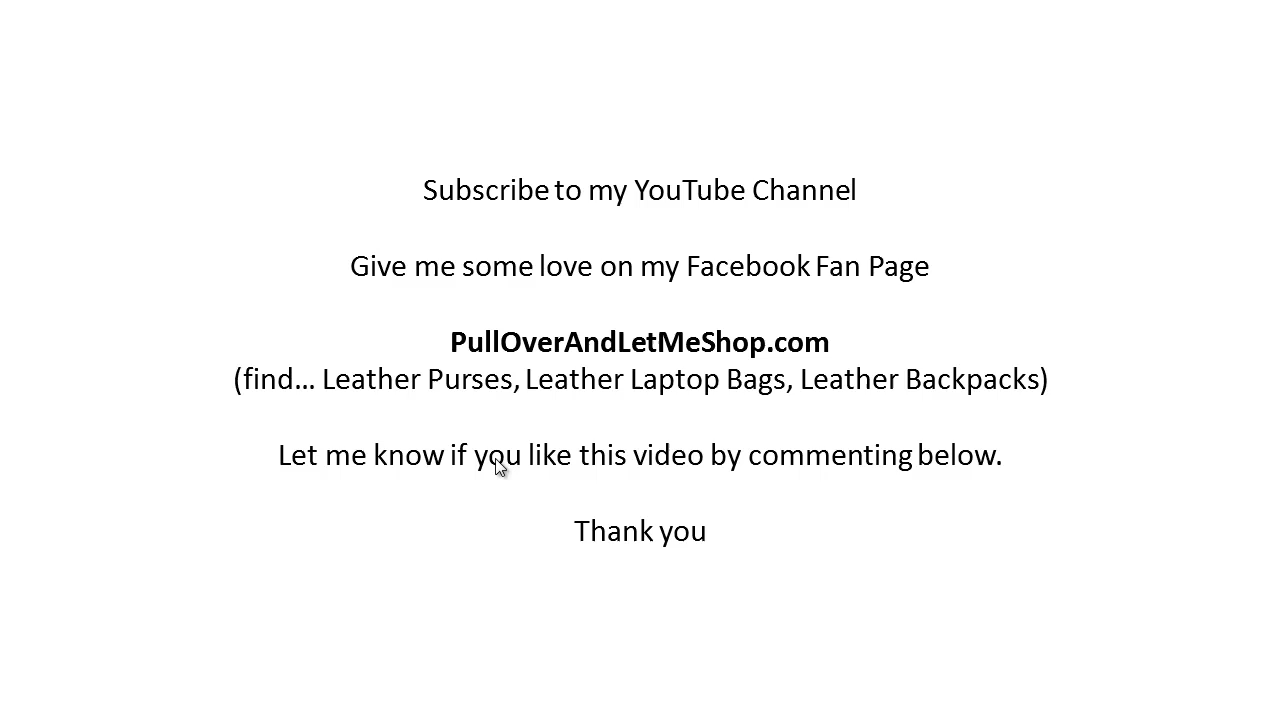 Subscribe to my YouTube Channel
Give me some love on my Facebook Fan Page
PullOverAndLetMeShop.com
(find... Leather Purses, Leather Laptop Bags, Leather Backpacks)
Let me know if you like this video by commenting below.
Thank you